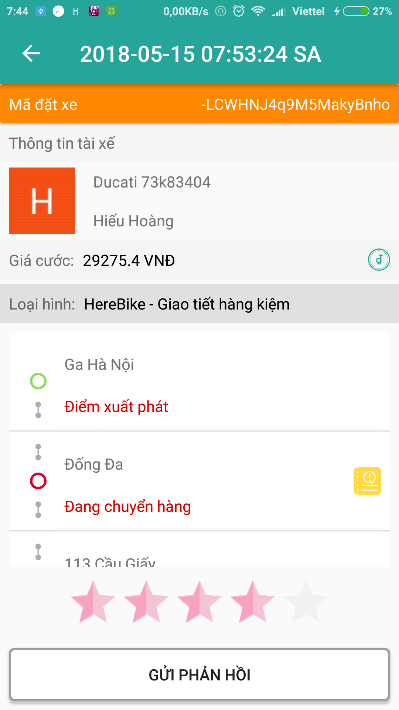 7:44 H 0,00KB/s Viettel 27%
2018-05-15 07:53:24 SA
Mã đặt xe -LCWHNJ4q9M5MakyBnho
Thông tin tài xế
H
Ducati 73k83404
Hiếu Hoàng
Giá cước: 29275.4 VNĐ
Loại hình: HereBike - Giao tiết hàng kiệm
Ga Hà Nội
Điểm xuất phát
Đống Đa
Đang chuyển hàng
113 Cầu Giấy
GỬI PHẢN HỒI